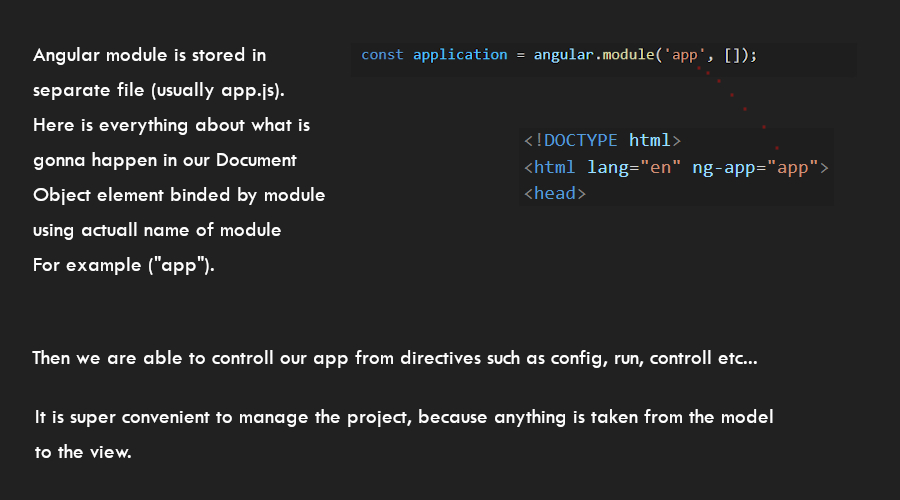 Angular module is stored in
separate file (usually app.js).
Here is everything about what is
gonna happen in our Document
Object element binded by module
using actuall name of module
For example ("app").
const application = angular.module('app', []);
<!DOCTYPE html>
<html lang="en" ng-app="app">
<head>
Then we are able to controll our app from directives such as config, run, controll etc...
It is super convenient to manage the project, because anything is taken from the model
to the view.